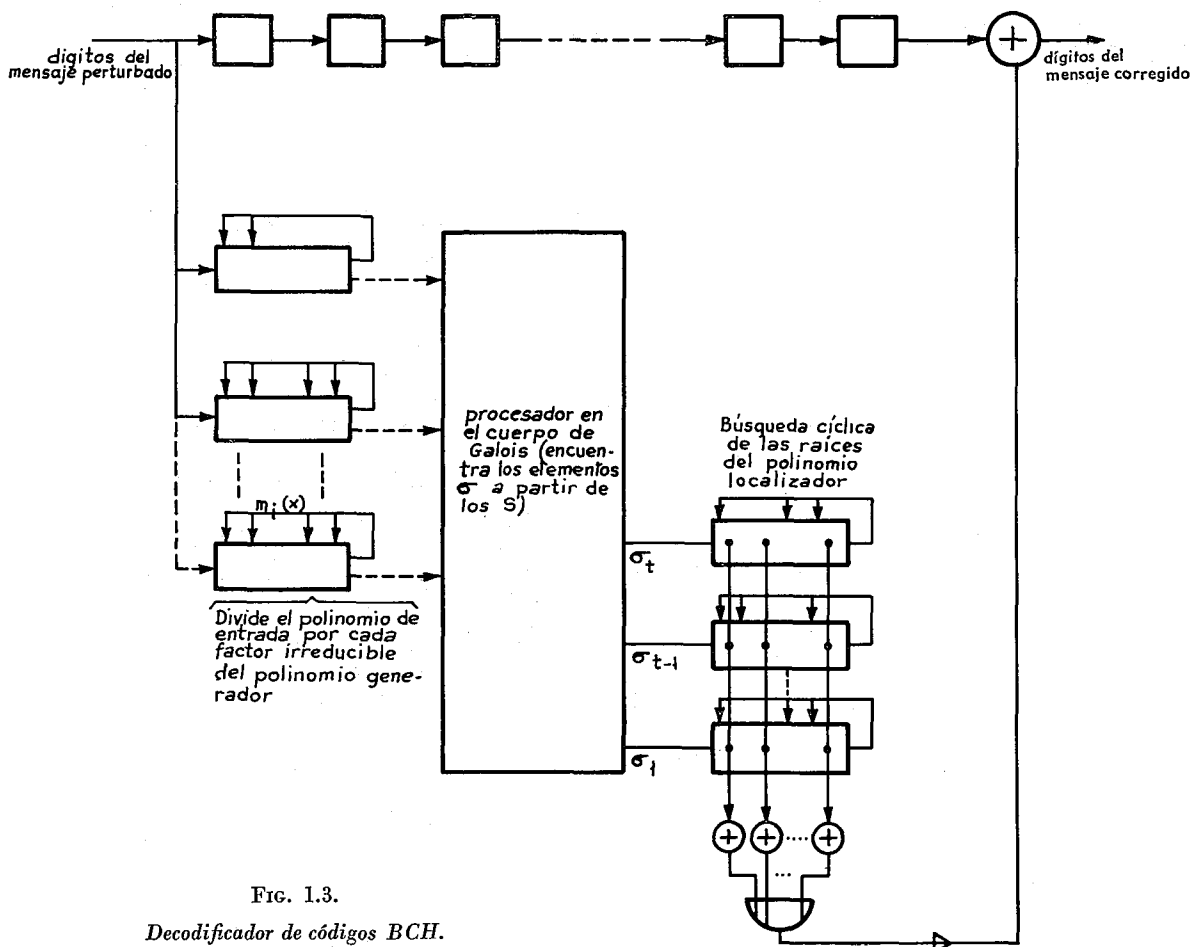 digitos del
mensaje perturbado
+
dígitos del
mensaje corregido
procesador en
el cuerpo de
Galois (encuen-
tra los elementos
σ a partir de
los S)
Búsqueda cíclica
de las raíces
del polinomio
localizador
m_i(x)
σ_t
Divide el polinomio de
entrada por cada
factor irreducible
del polinomio gene-
rador
σ_{t-1}
σ_1
+ + .... +
...
FIG. 1.3.
Decodificador de códigos BCH.